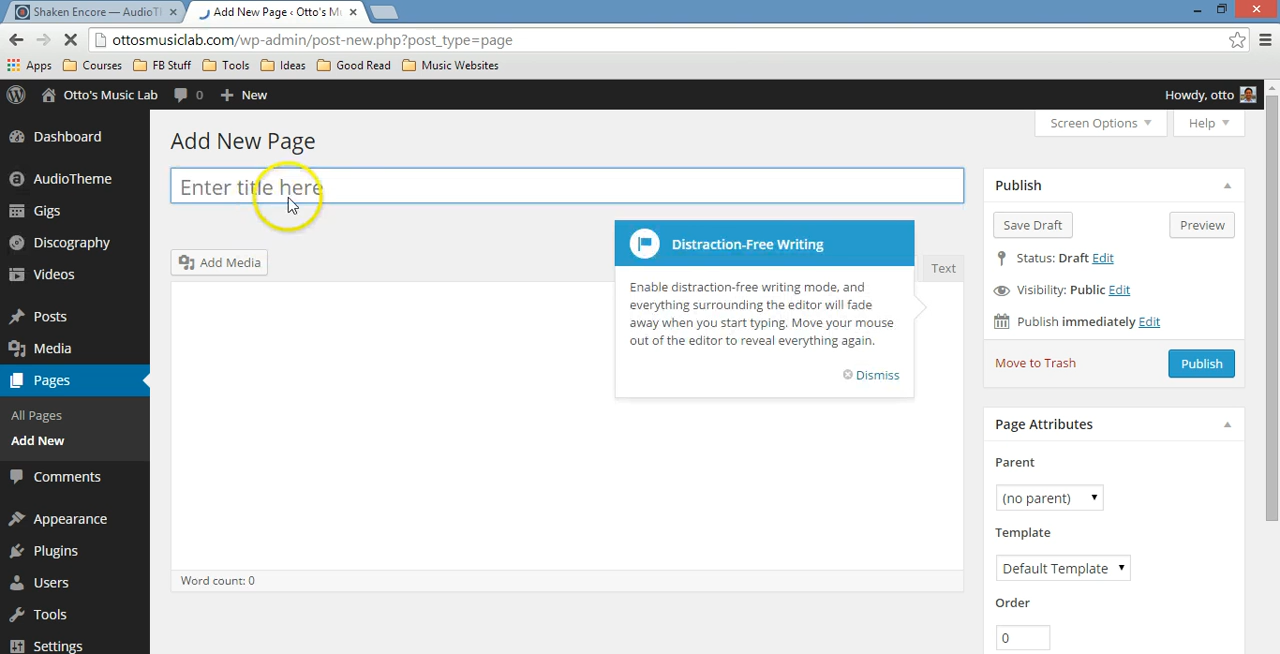 Shaken Encore — AudioTh
Add New Page ‹ Otto's Mu
ottosmusiclab.com/wp-admin/post-new.php?post_type=page
Apps Courses FB Stuff Tools Ideas Good Read Music Websites
Otto's Music Lab 0 + New Howdy, otto
Screen Options Help
Add New Page
Enter title here
Add Media
Text
Distraction-Free Writing
Enable distraction-free writing mode, and
everything surrounding the editor will fade
away when you start typing. Move your mouse
out of the editor to reveal everything again.
Dismiss
Word count: 0
Dashboard
AudioTheme
Gigs
Discography
Videos
Posts
Media
Pages
All Pages
Add New
Comments
Appearance
Plugins
Users
Tools
Settings
Publish
Save Draft Preview
Status: Draft Edit
Visibility: Public Edit
Publish immediately Edit
Move to Trash Publish
Page Attributes
Parent
(no parent)
Template
Default Template
Order
0